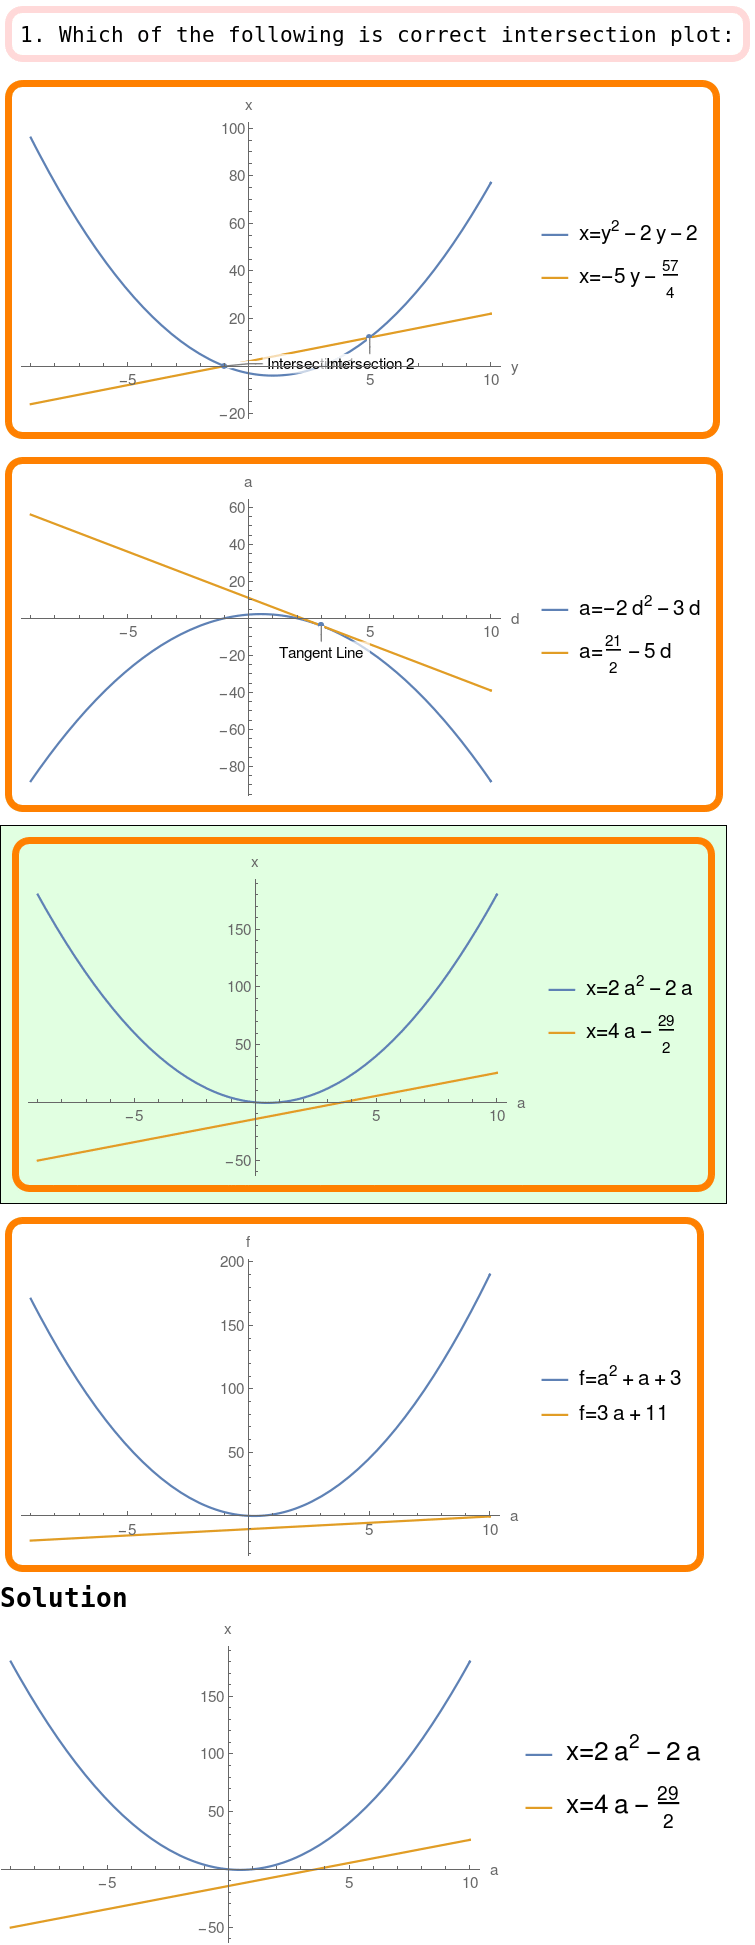 1. Which of the following is correct intersection plot:
x
100
80
60
40
20
−20
−5
5
10
y
Intersection 2
x=y² − 2 y − 2
x=−5 y − 57/4
a
60
40
20
−20
−40
−60
−80
−5
5
10
d
Tangent Line
a=−2 d² − 3 d
a=21/2 − 5 d
x
150
100
50
−50
−5
5
10
a
x=2 a² − 2 a
x=4 a − 29/2
f
200
150
100
50
−5
5
10
a
f=a² + a + 3
f=3 a + 11
Solution
x
150
100
50
−50
−5
5
10
a
x=2 a² − 2 a
x=4 a − 29/2